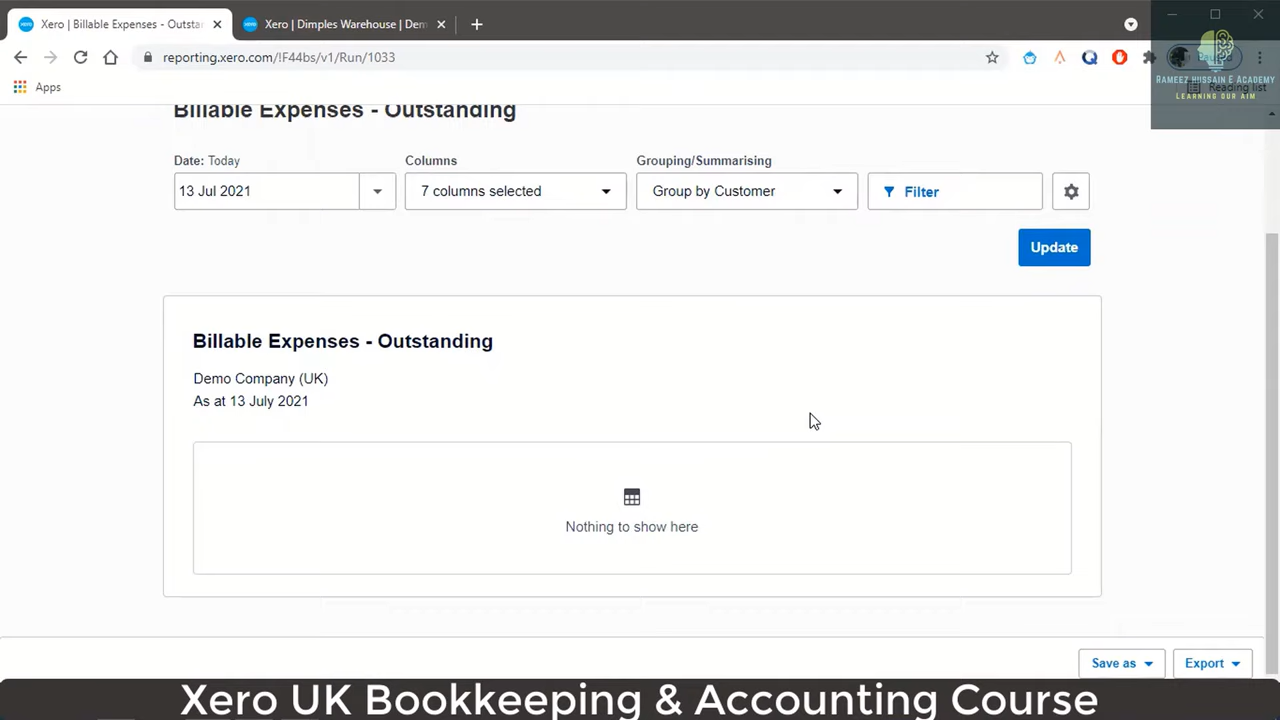 Xero | Billable Expenses - Outsta
Xero | Dimples Warehouse | Dem
reporting.xero.com/!F44bs/v1/Run/1033
Apps
Reading list
RAMEEZ HUSSAIN E ACADEMY
LEARNING OUR AIM
Billable Expenses - Outstanding
Date: Today
Columns
Grouping/Summarising
13 Jul 2021
7 columns selected
Group by Customer
Filter
Update
Billable Expenses - Outstanding
Demo Company (UK)
As at 13 July 2021
Nothing to show here
Save as
Export
Xero UK Bookkeeping & Accounting Course